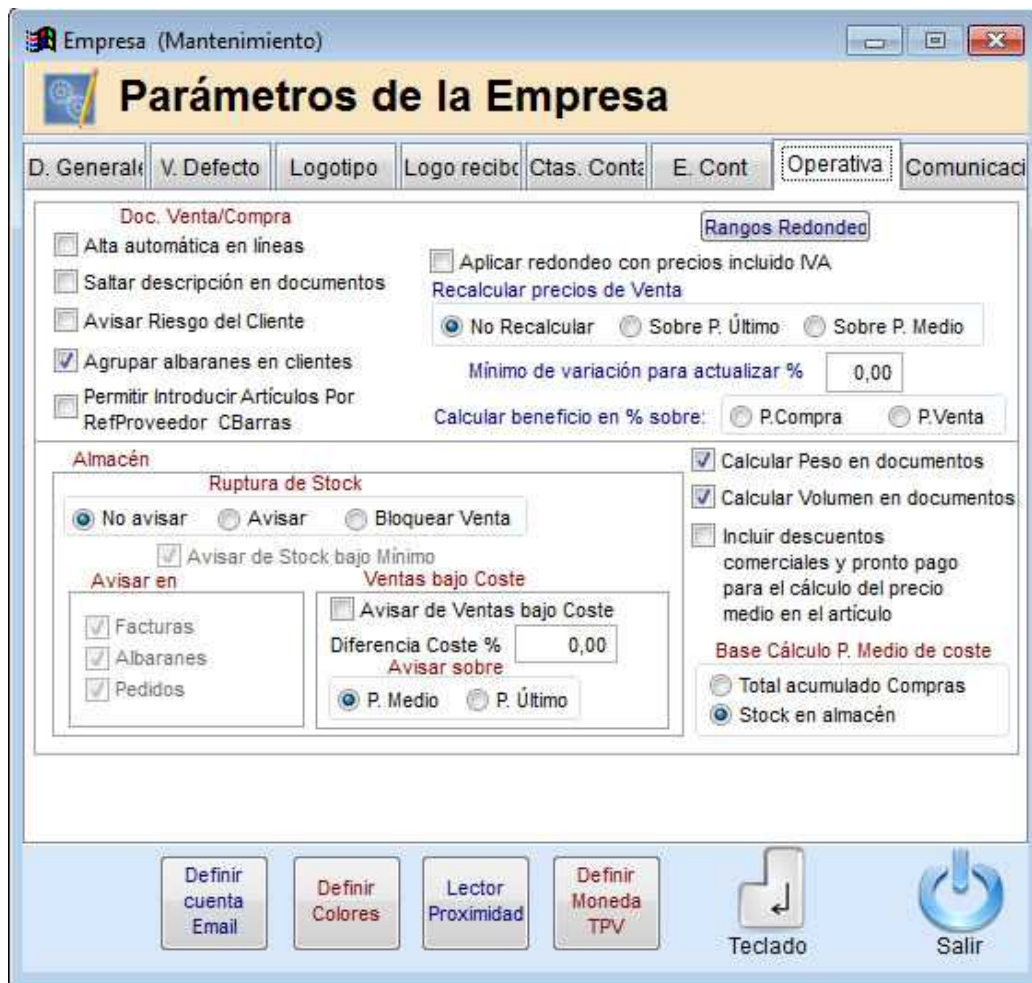 Empresa (Mantenimiento)
Parámetros de la Empresa
D. Generale V. Defecto Logotipo Logo recibo Ctas. Conta E. Cont Operativa Comunicaci
Doc. Venta/Compra
Alta automática en líneas
Saltar descripción en documentos
Avisar Riesgo del Cliente
Agrupar albaranes en clientes
Permitir Introducir Artículos Por
RefProveedor CBarras
Rangos Redondeo
Aplicar redondeo con precios incluido IVA
Recalcular precios de Venta
No Recalcular Sobre P. Último Sobre P. Medio
Mínimo de variación para actualizar % 0,00
Calcular beneficio en % sobre: P.Compra P.Venta
Almacén
Ruptura de Stock
No avisar Avisar Bloquear Venta
Avisar de Stock bajo Mínimo
Avisar en
Facturas
Albaranes
Pedidos
Ventas bajo Coste
Avisar de Ventas bajo Coste
Diferencia Coste % 0,00
Avisar sobre
P. Medio P. Último
Calcular Peso en documentos
Calcular Volumen en documentos
Incluir descuentos
comerciales y pronto pago
para el cálculo del precio
medio en el artículo
Base Cálculo P. Medio de coste
Total acumulado Compras
Stock en almacén
Definir
cuenta
Email
Definir
Colores
Lector
Proximidad
Definir
Moneda
TPV
Teclado
Salir